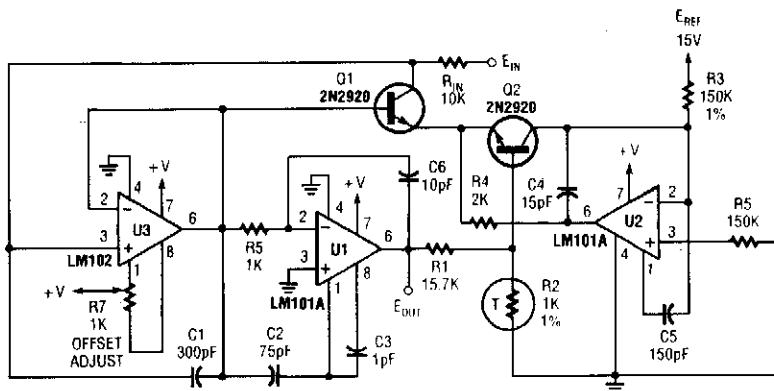 E_REF
15V
Q1
2N2920
R_IN
10K
E_IN
Q2
2N2920
R3
150K
1%
+V
4
7
2
−
6
3
+
U3
8
1
LM102
+V
R7
1K
OFFSET
ADJUST
C1
300pF
R5
1K
C6
10pF
+V
4
7
2
−
6
3
+
U1
8
1
LM101A
E_OUT
C2
75pF
C3
1pF
R1
15.7K
R4
2K
C4
15pF
T
R2
1K
1%
+V
7
2
−
6
U2
3
+
4
1
LM101A
R5
150K
C5
150pF